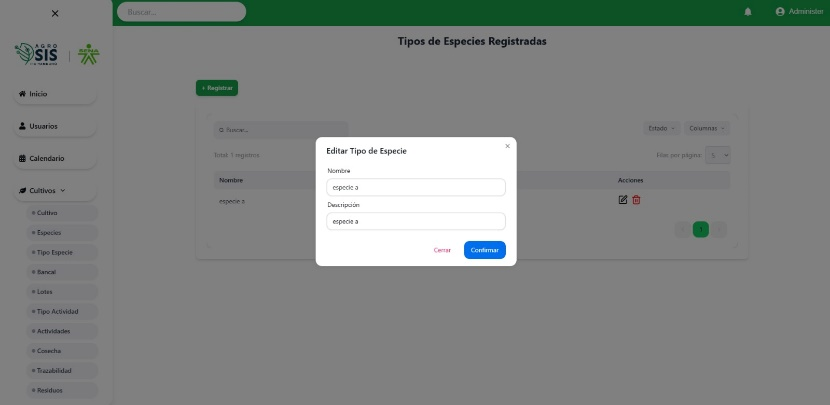 Buscar...
Administer
AGRO
SIS
sena
Inicio
Usuarios
Calendario
Cultivos
Cultivo
Especies
Tipo Especie
Bancal
Lotes
Tipo Actividad
Actividades
Cosecha
Trazabilidad
Residuos
Tipos de Especies Registradas
+ Registrar
Buscar...
Estado
Columnas
Total: 1 registros
Filas por página:
5
Nombre
Acciones
especie a
1
Editar Tipo de Especie
Nombre
especie a
Descripción
especie a
Cerrar
Confirmar